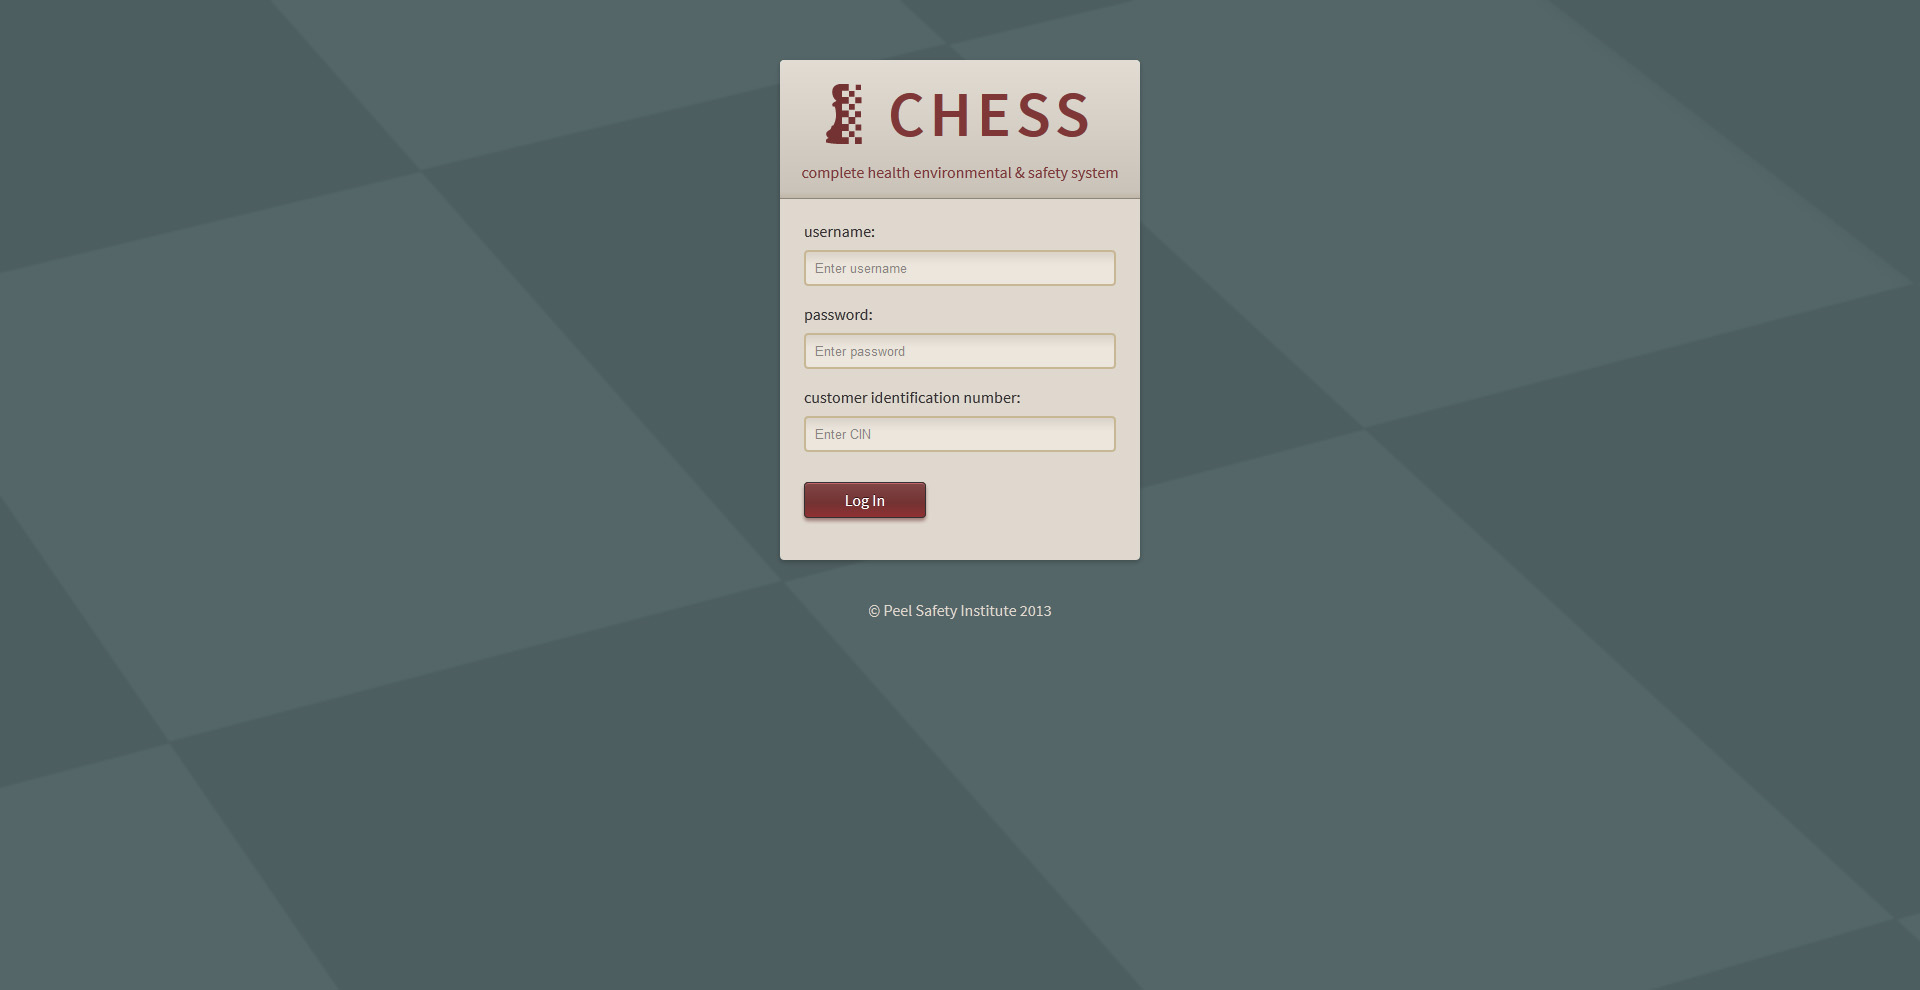 CHESS
complete health environmental & safety system
username:
Enter username
password:
Enter password
customer identification number:
Enter CIN
Log In
© Peel Safety Institute 2013